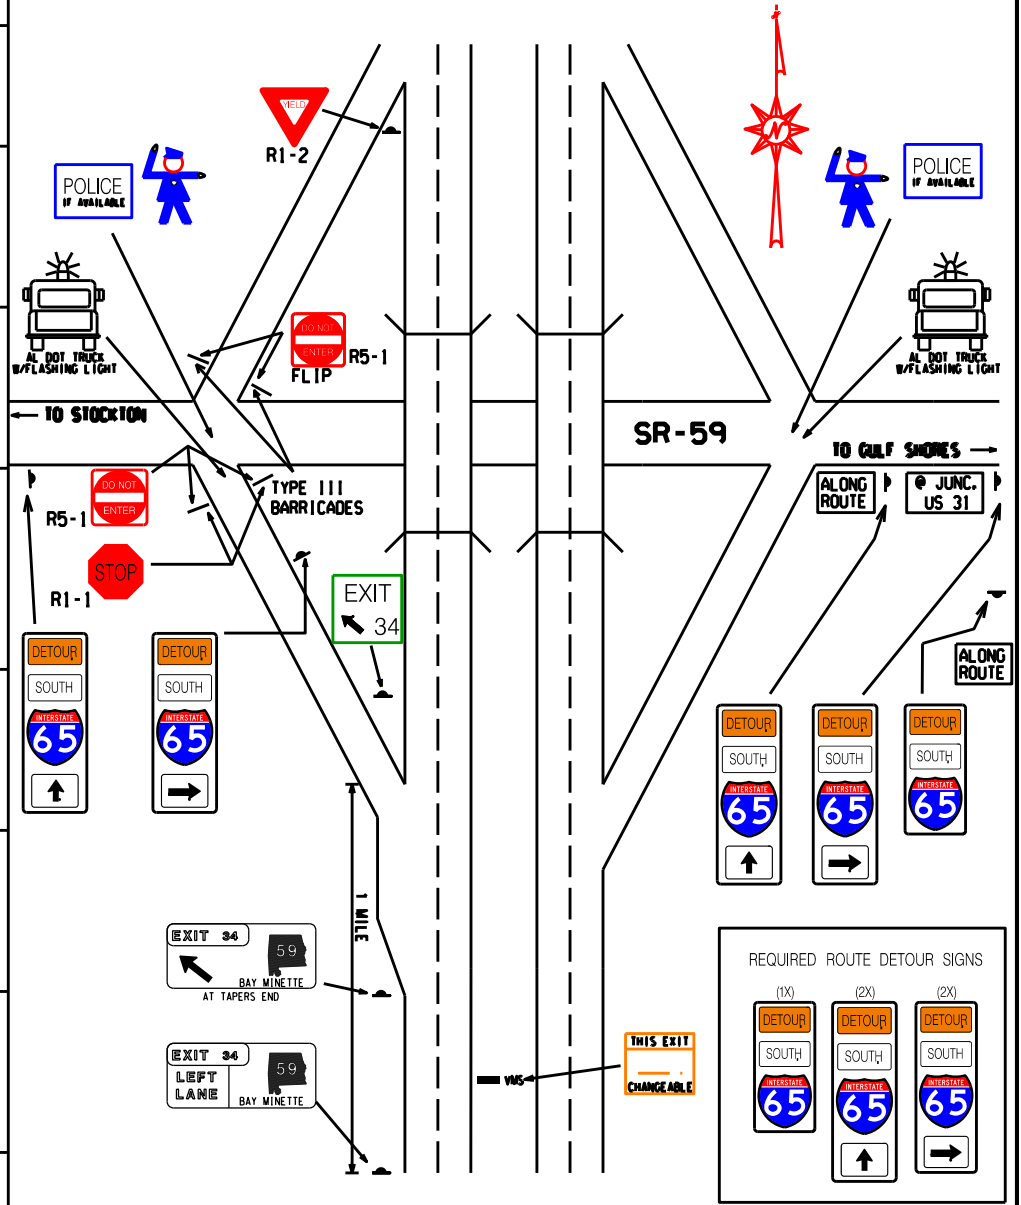 YIELD
R1-2
N
POLICE
IF AVAILABLE
POLICE
IF AVAILABLE
AL DOT TRUCK
W/FLASHING LIGHT
DO NOT
ENTER
R5-1
FLIP
AL DOT TRUCK
W/FLASHING LIGHT
TO STOCKTON
SR-59
TO GULF SHORES
DO NOT
ENTER
R5-1
TYPE III
BARRICADES
ALONG
ROUTE
@ JUNC.
US 31
STOP
R1-1
EXIT
34
DETOUR
SOUTH
INTERSTATE
65
DETOUR
SOUTH
INTERSTATE
65
ALONG
ROUTE
DETOUR
SOUTH
INTERSTATE
65
DETOUR
SOUTH
INTERSTATE
65
DETOUR
SOUTH
INTERSTATE
65
1 MILE
EXIT 34
59
BAY MINETTE
AT TAPERS END
EXIT 34
LEFT
LANE
59
BAY MINETTE
THIS EXIT
CHANGEABLE
VMS
REQUIRED ROUTE DETOUR SIGNS
(1X)
(2X)
(2X)
DETOUR
SOUTH
INTERSTATE
65
DETOUR
SOUTH
INTERSTATE
65
DETOUR
SOUTH
INTERSTATE
65